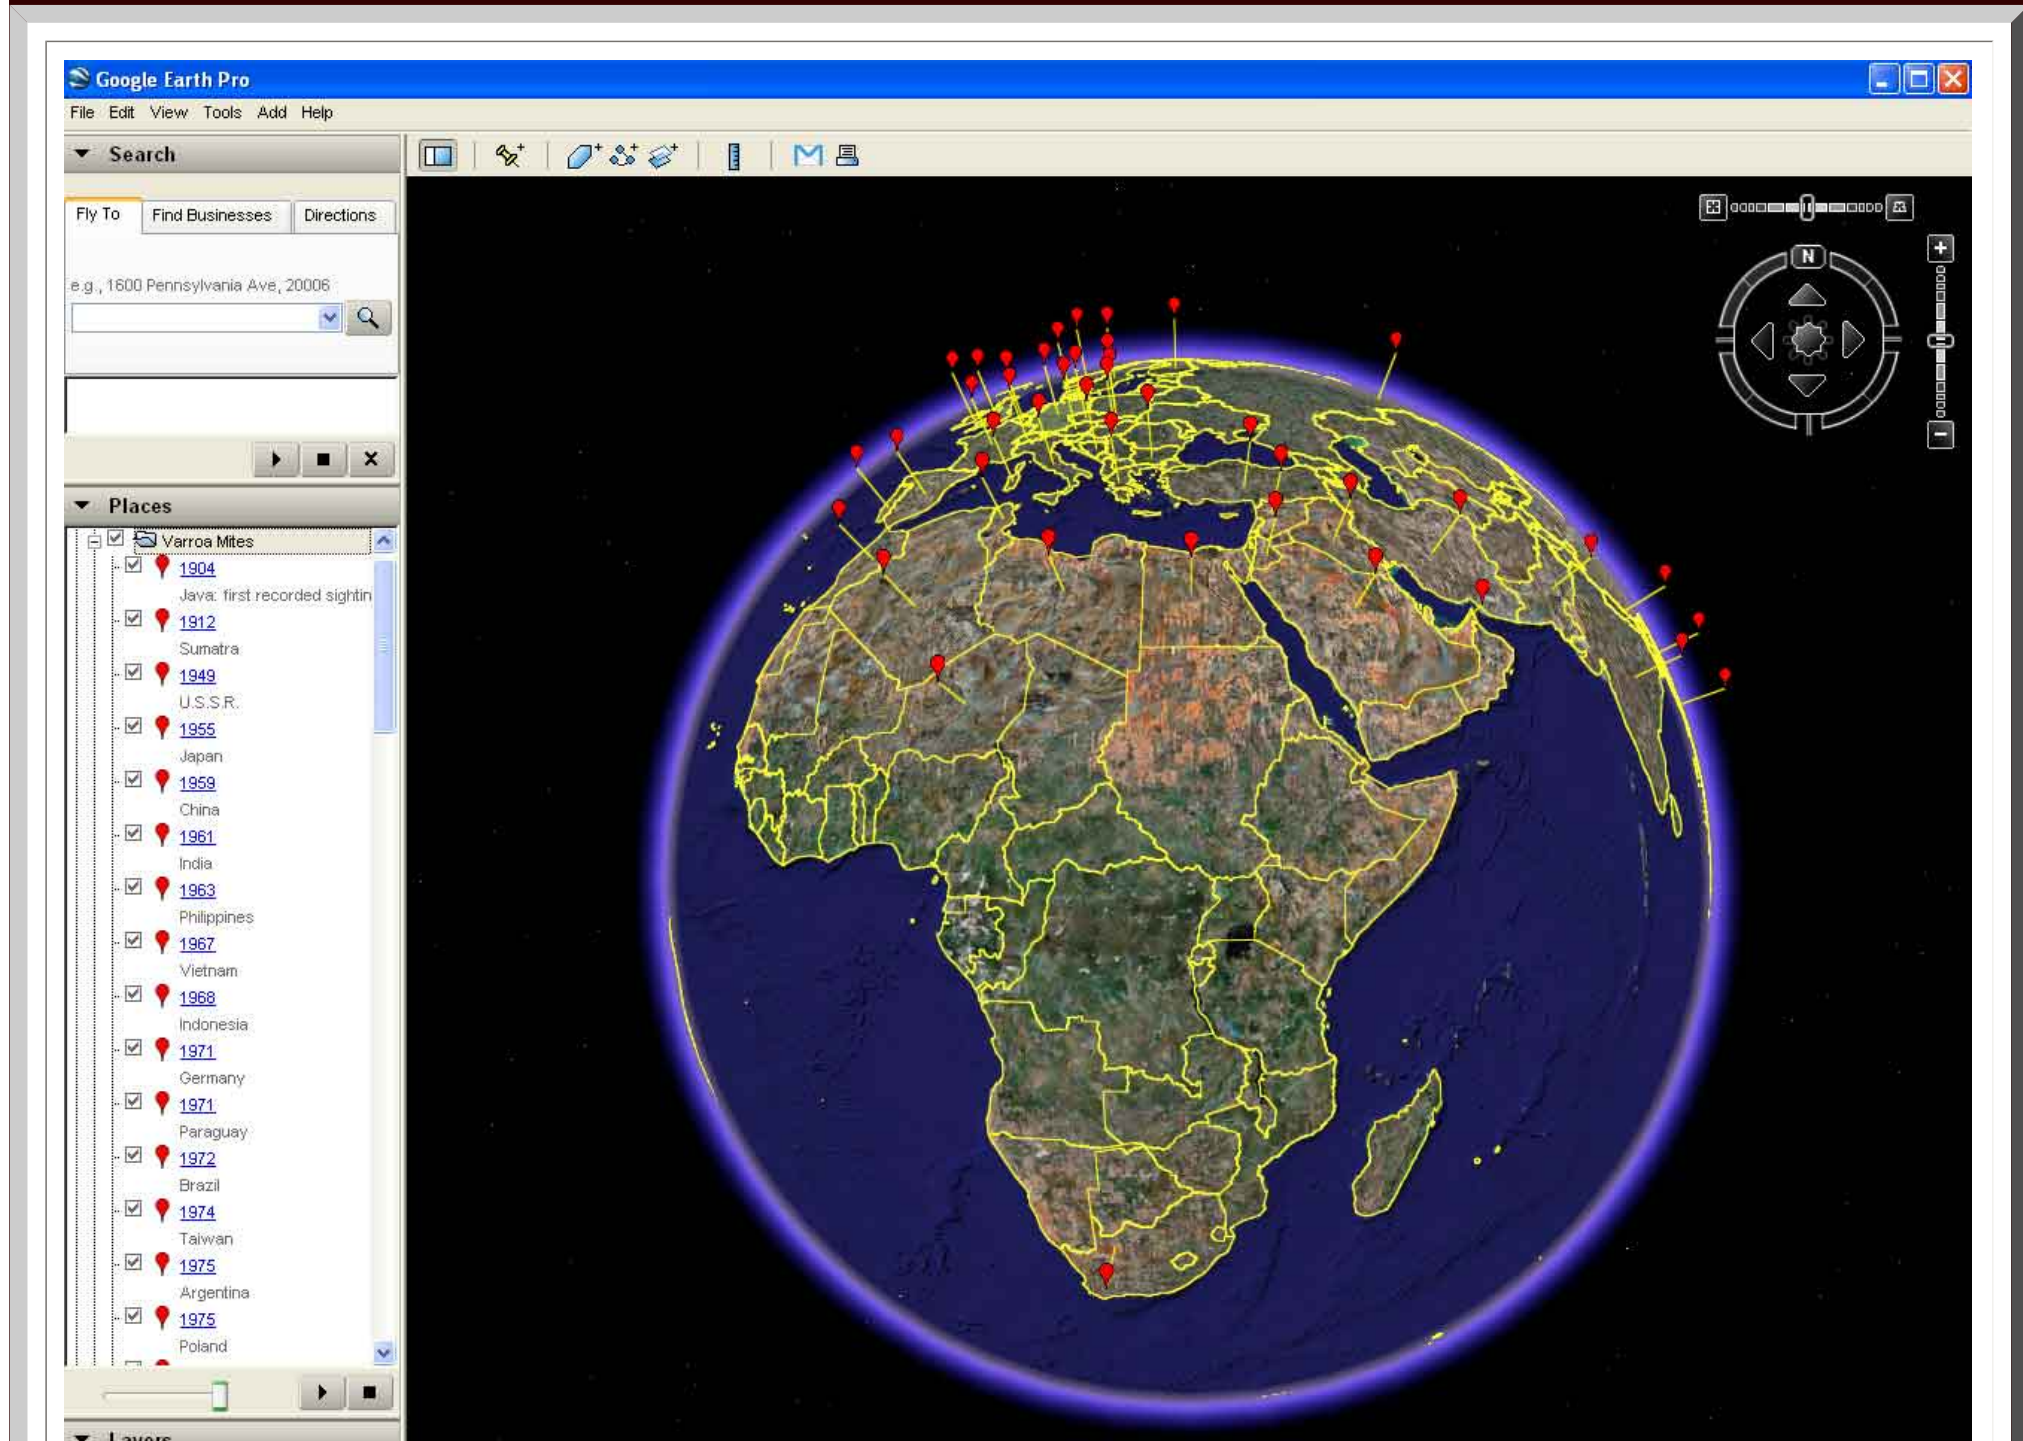 Google Earth Pro
File Edit View Tools Add Help
Search
Fly To Find Businesses Directions
e.g., 1600 Pennsylvania Ave, 20006
Places
Varroa Mites
1904
Java: first recorded sightin
1912
Sumatra
1949
U.S.S.R.
1955
Japan
1959
China
1961
India
1963
Philippines
1967
Vietnam
1968
Indonesia
1971
Germany
1971
Paraguay
1972
Brazil
1974
Taiwan
1975
Argentina
1975
Poland
Layers
N